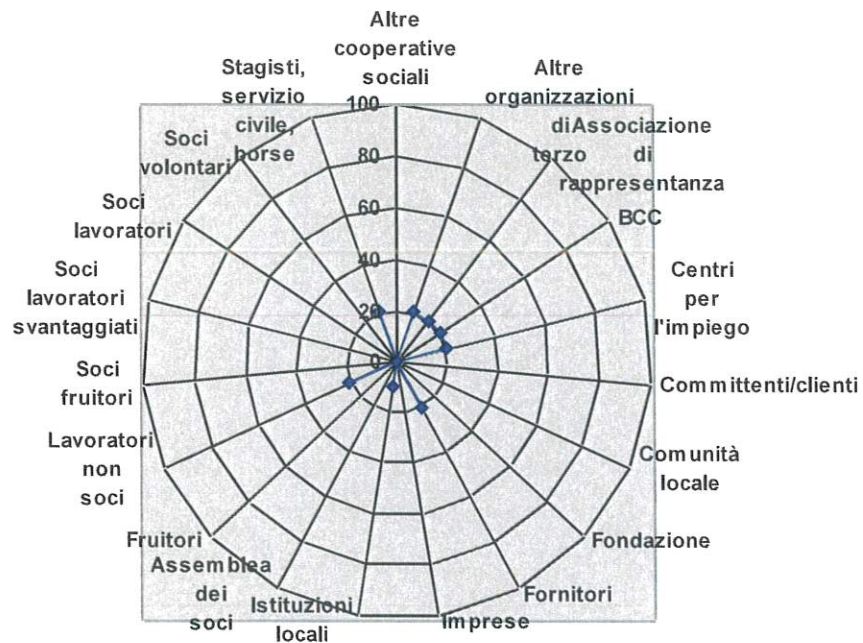 Altre
cooperative
sociali
Altre
organizzazioni
di
terzo
Associazione
di
rappresentanza
BCC
Centri
per
l'impiego
Committenti/clienti
Comunità
locale
Fondazione
Fornitori
Imprese
Istituzioni
locali
Assemblea
dei
soci
Fruitori
Lavoratori
non
soci
Soci
fruitori
Soci
lavoratori
svantaggiati
Soci
lavoratori
Soci
volontari
Stagisti,
servizio
civile,
borse
100
80
60
40
20
0